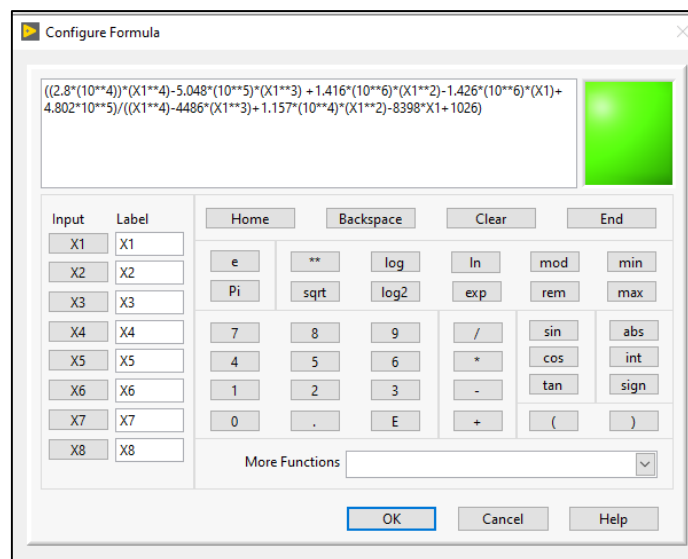 Configure Formula
((2.8*(10**4))*(X1**4)-5.048*(10**5)*(X1**3) +1.416*(10**6)*(X1**2)-1.426*(10**6)*(X1)+
4.802*10**5)/((X1**4)-4486*(X1**3)+1.157*(10**4)*(X1**2)-8398*X1+1026)
Input Label Home Backspace Clear End
X1 X1
e ** log ln mod min
X2 X2
Pi sqrt log2 exp rem max
X3 X3
X4 X4 7 8 9 / sin abs
X5 X5 4 5 6 * cos int
X6 X6 1 2 3 - tan sign
X7 X7 0 . E + ( )
X8 X8
More Functions
OK Cancel Help